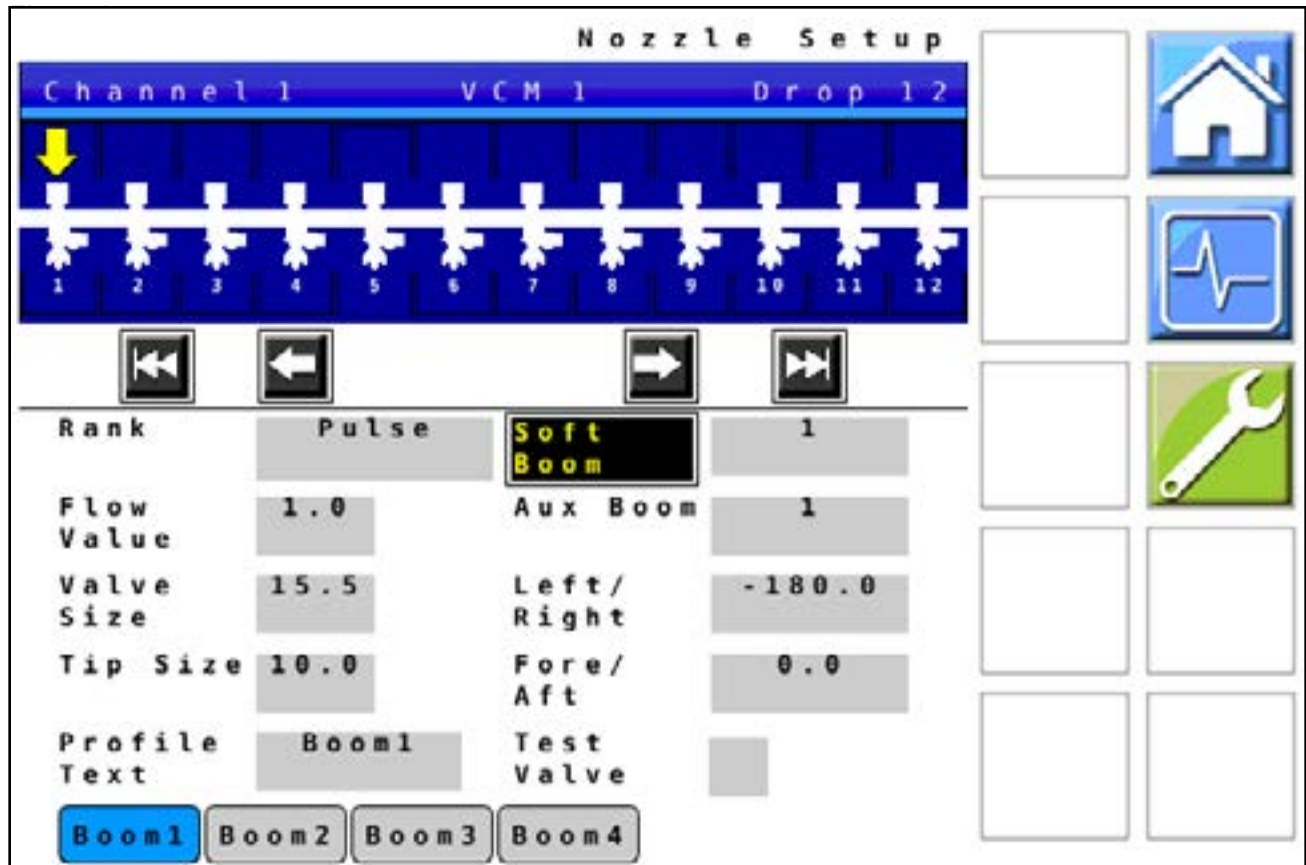 Nozzle Setup
Channel 1 VCM 1 Drop 12
1 2 3 4 5 6 7 8 9 10 11 12
Rank Pulse Soft Boom 1
Flow Value 1.0 Aux Boom 1
Valve Size 15.5 Left/ Right -180.0
Tip Size 10.0 Fore/ Aft 0.0
Profile Text Boom1 Test Valve
Boom1 Boom2 Boom3 Boom4